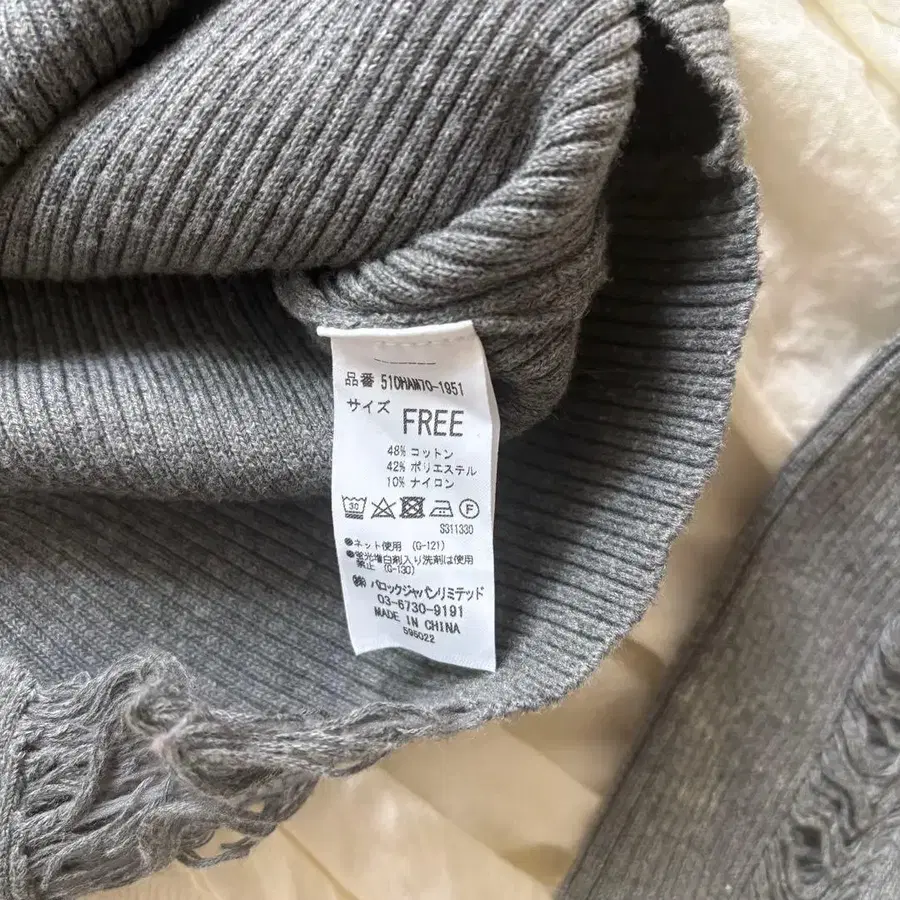 品番 510HAM70-1951
サイズ
FREE
48% コットン
42% ポリエステル
10% ナイロン
30 F
S311330
●ネット使用 (G-121)
●蛍光増白剤入り洗剤は使用
禁止 (G-130)
㈱バロックジャパンリミテッド
03-6730-9191
MADE IN CHINA
595022